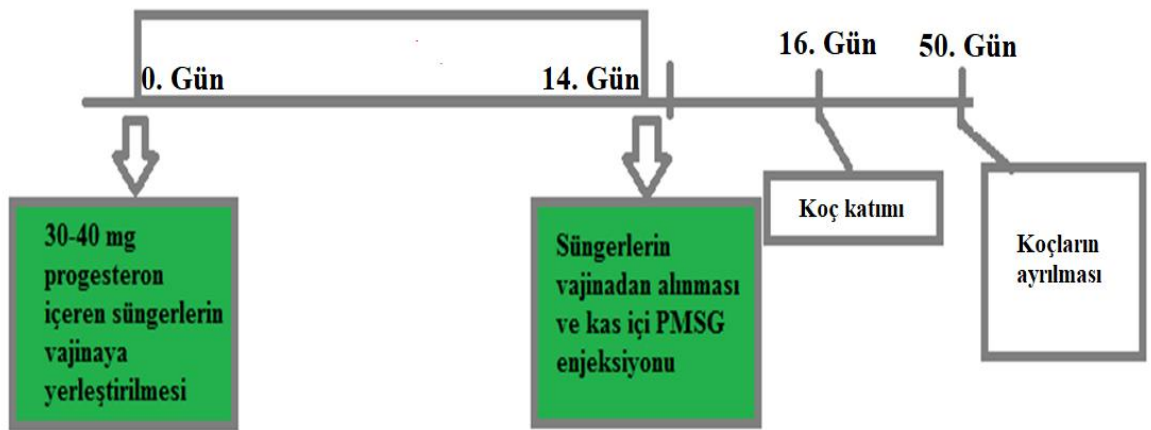 0. Gün
14. Gün
16. Gün
50. Gün
30-40 mg
progesteron
içeren süngerlerin
vajinaya
yerleştirilmesi
Süngerlerin
vajinadan alınması
ve kas içi PMSG
enjeksiyonu
Koç katımı
Koçların
ayrılması